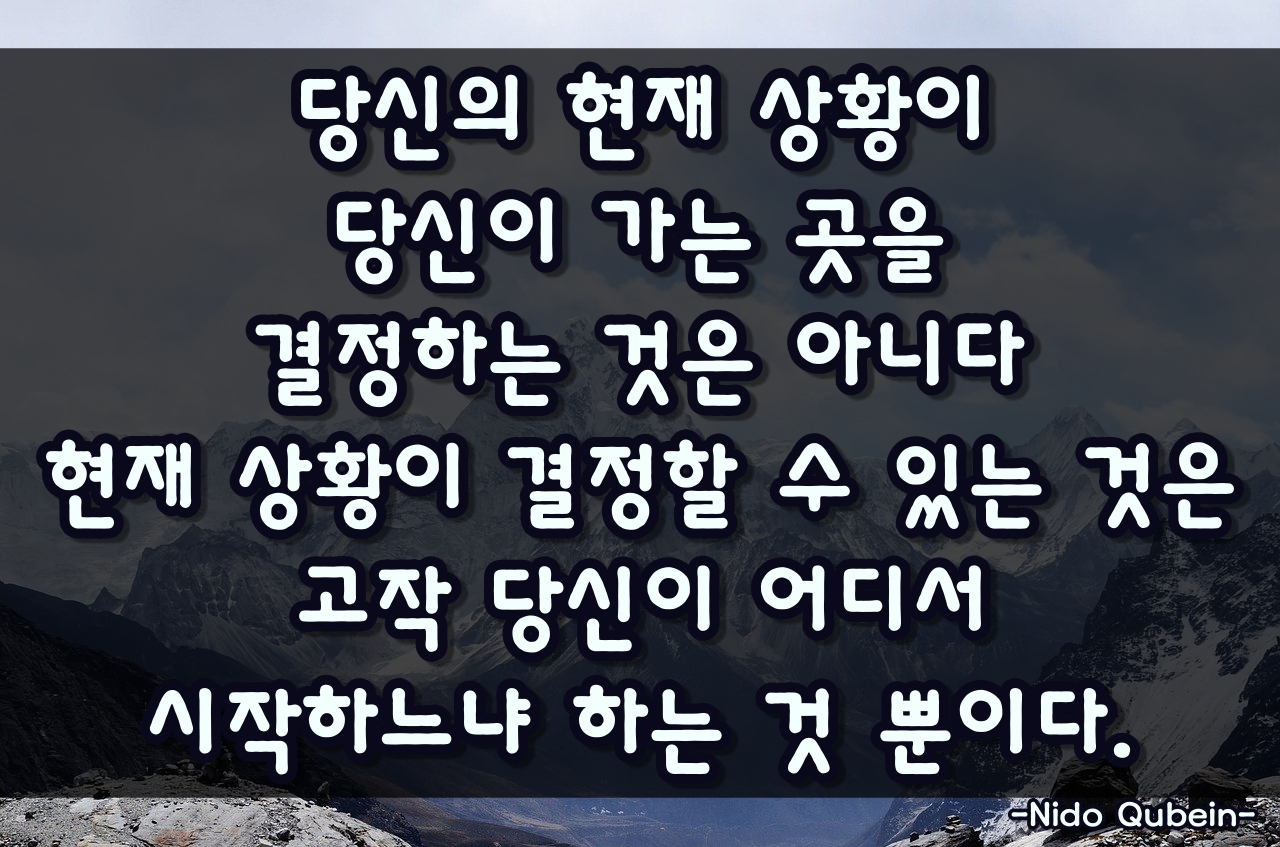 당신의 현재 상황이
당신이 가는 곳을
결정하는 것은 아니다
현재 상황이 결정할 수 있는 것은
고작 당신이 어디서
시작하느냐 하는 것 뿐이다.
-Nido Qubein-